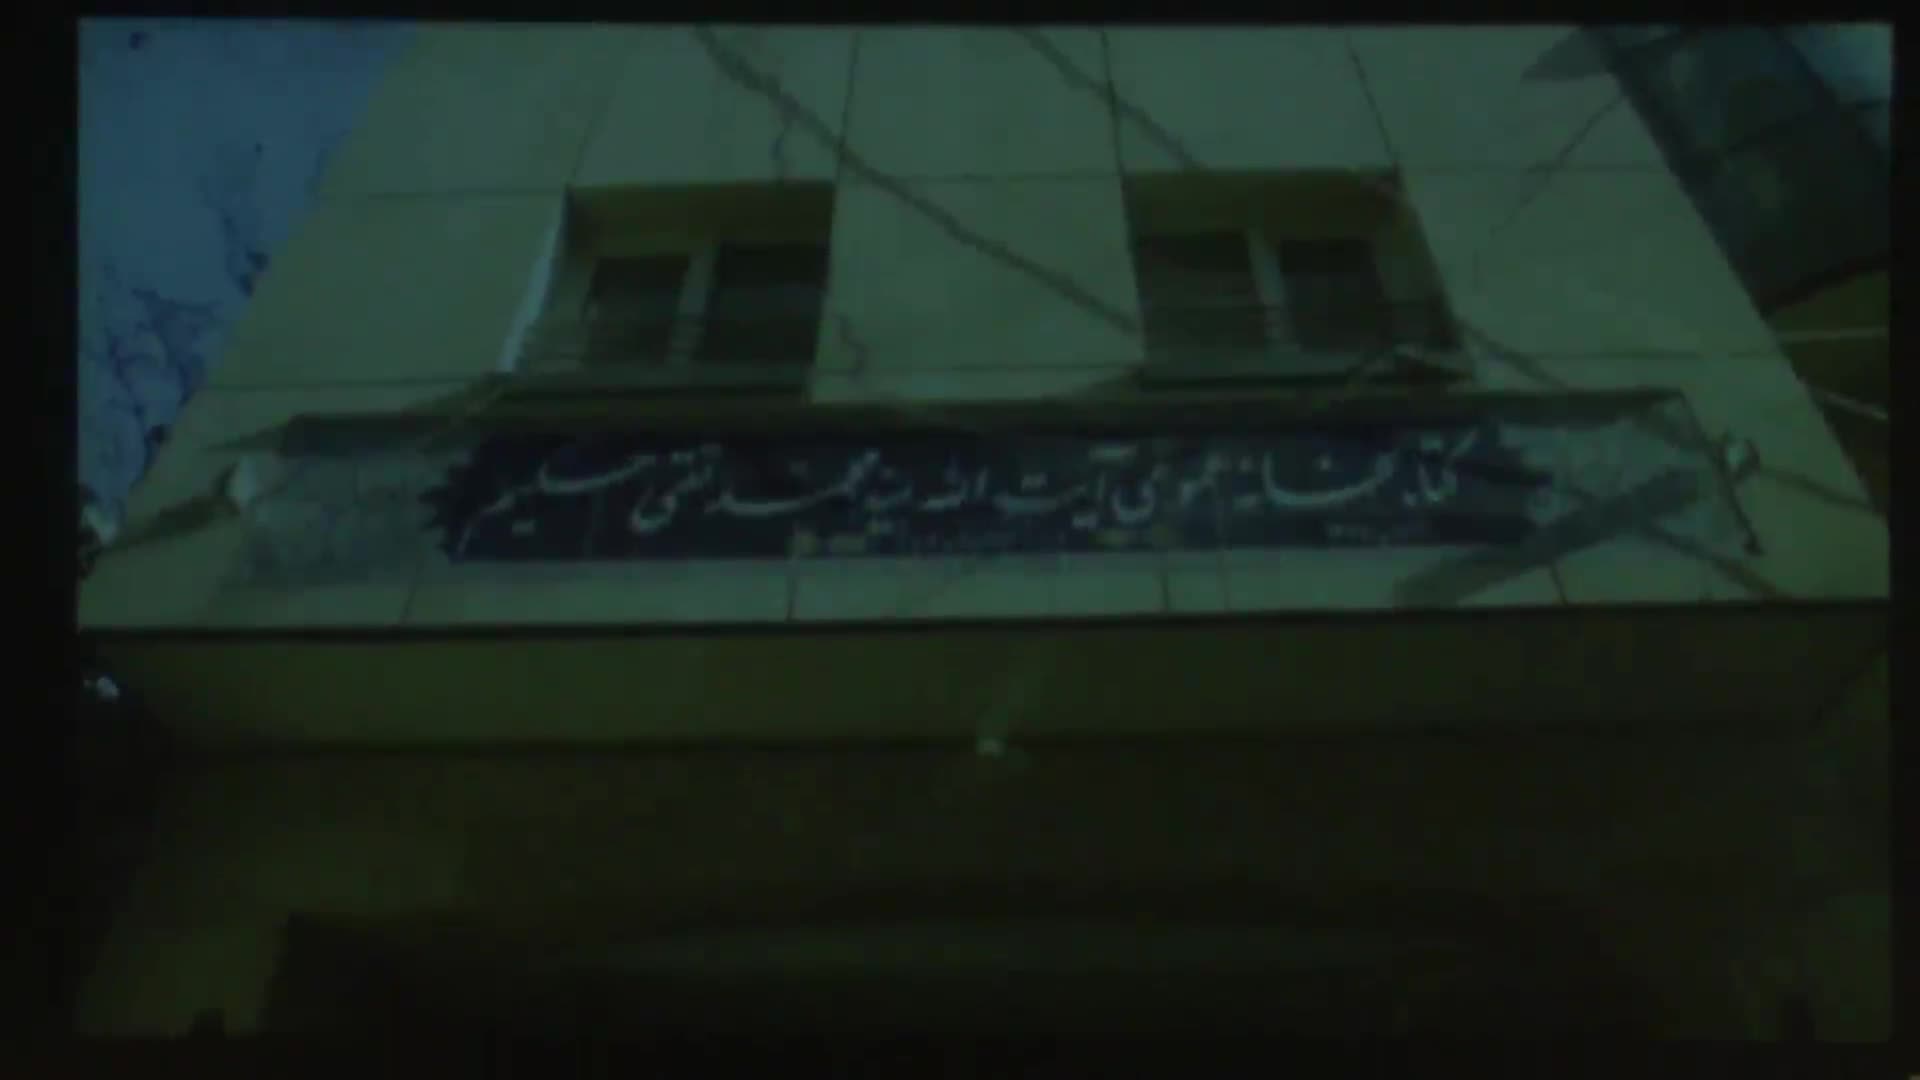 کتابخانه عمومی آیت الله سید محمد تقی